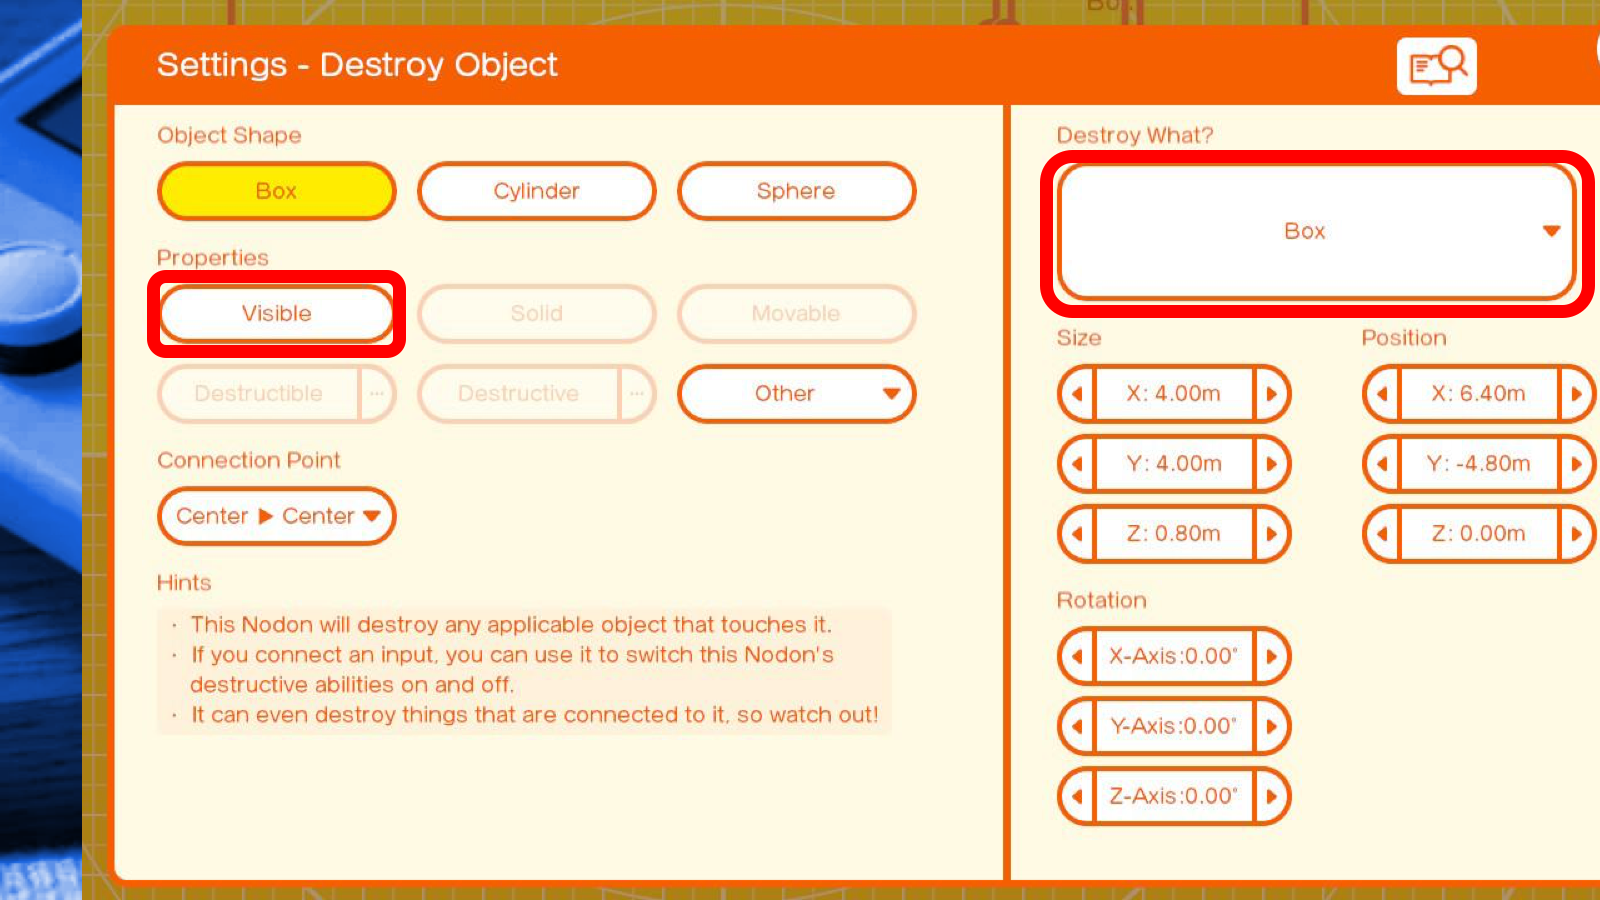 Settings - Destroy Object
Object Shape
Box
Cylinder
Sphere
Properties
Visible
Solid
Movable
Destructible
...
Destructive
...
Other
Connection Point
Center ▶ Center
Hints
· This Nodon will destroy any applicable object that touches it.
· If you connect an input, you can use it to switch this Nodon's
destructive abilities on and off.
· It can even destroy things that are connected to it, so watch out!
Destroy What?
Box
Size
Position
X: 4.00m
X: 6.40m
Y: 4.00m
Y: -4.80m
Z: 0.80m
Z: 0.00m
Rotation
X-Axis:0.00°
Y-Axis:0.00°
Z-Axis:0.00°